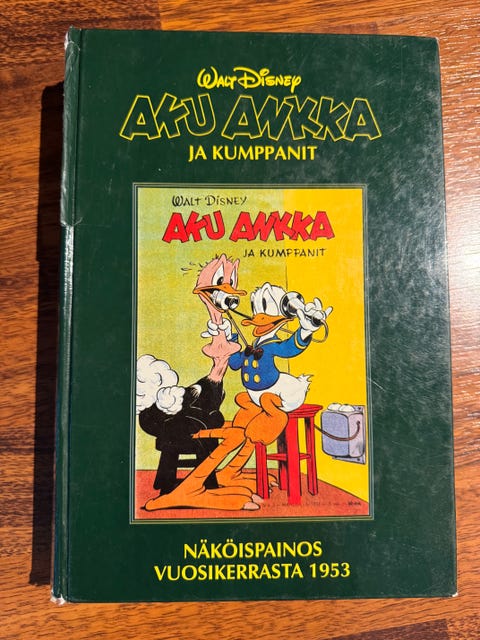 WALT DISNEY
AKU ANKKA
JA KUMPPANIT
WALT DISNEY
AKU ANKKA
JA KUMPPANIT
NÄKÖISPAINOS
VUOSIKERRASTA 1953